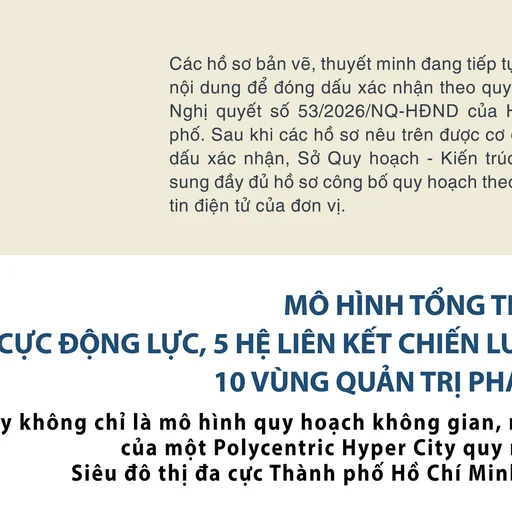 Các hồ sơ bản vẽ, thuyết minh đang tiếp tụ
nội dung để đóng dấu xác nhận theo quy
Nghị quyết số 53/2026/NQ-HĐND của H
phố. Sau khi các hồ sơ nêu trên được cơ
dấu xác nhận, Sở Quy hoạch - Kiến trúc
sung đầy đủ hồ sơ công bố quy hoạch theo
tin điện tử của đơn vị.
MÔ HÌNH TỔNG TH
CỰC ĐỘNG LỰC, 5 HỆ LIÊN KẾT CHIẾN LƯ
10 VÙNG QUẢN TRỊ PHÁ
y không chỉ là mô hình quy hoạch không gian,
của một Polycentric Hyper City quy
Siêu đô thị đa cực Thành phố Hồ Chí Minh